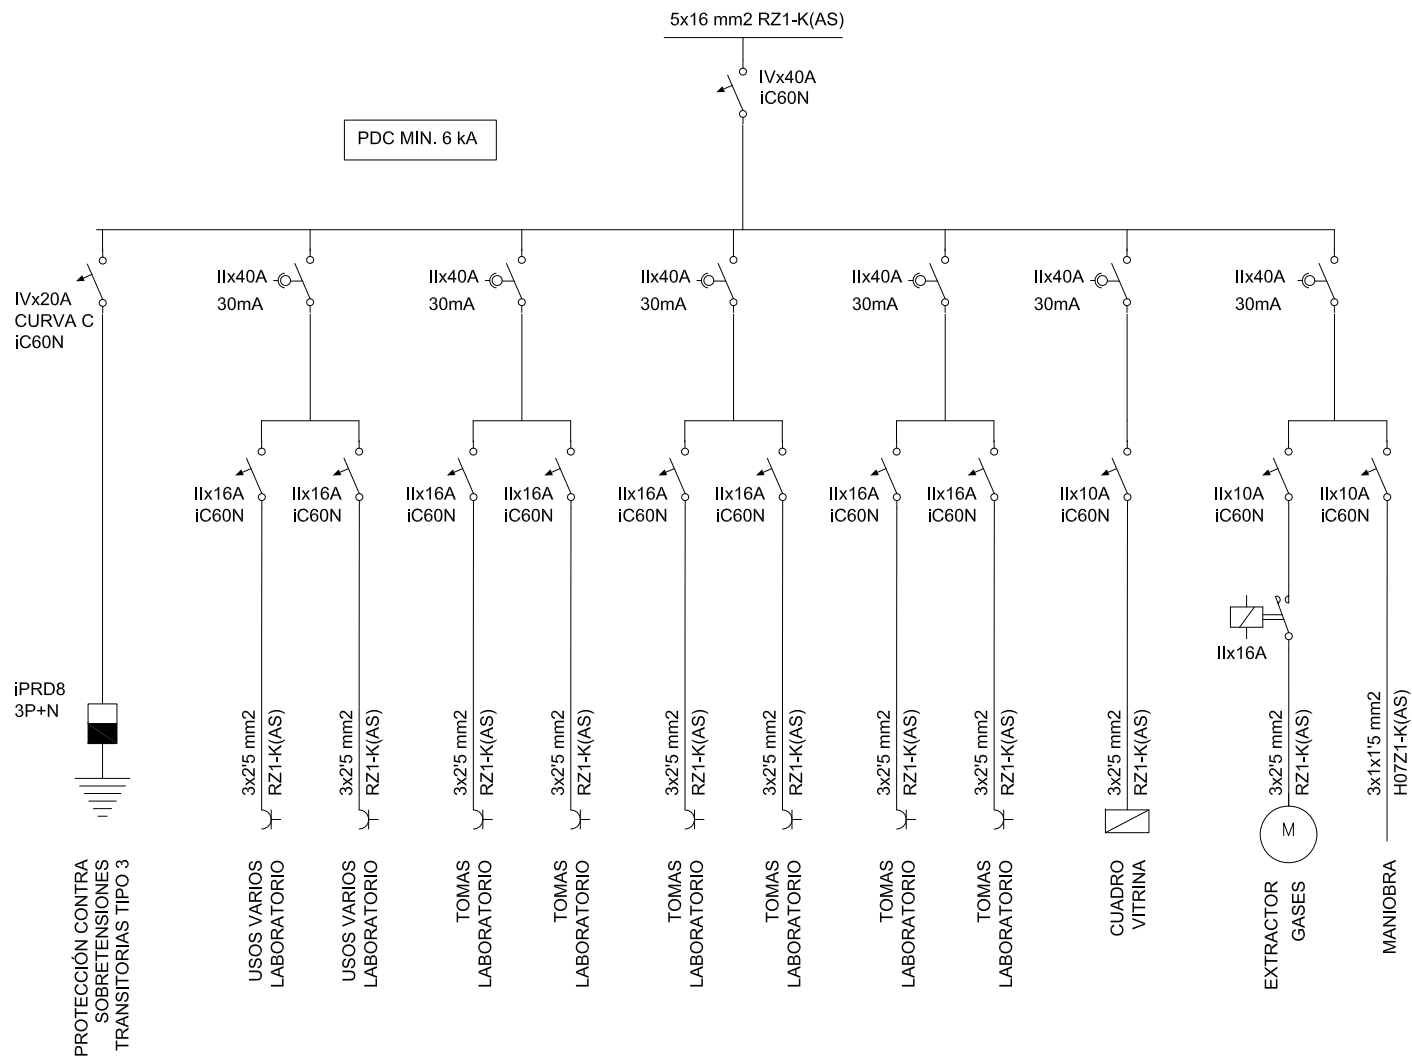 5x16 mm2 RZ1-K(AS)
IVx40A
iC60N
PDC MIN. 6 kA
IVx20A
CURVA C
iC60N
IIx40A
30mA
IIx40A
30mA
IIx40A
30mA
IIx40A
30mA
IIx40A
30mA
IIx40A
30mA
IIx16A
iC60N
IIx16A
iC60N
IIx16A
iC60N
IIx16A
iC60N
IIx16A
iC60N
IIx16A
iC60N
IIx16A
iC60N
IIx16A
iC60N
IIx10A
iC60N
IIx10A
iC60N
IIx10A
iC60N
IIx16A
iPRD8
3P+N
3x2'5 mm2
RZ1-K(AS)
3x2'5 mm2
RZ1-K(AS)
3x2'5 mm2
RZ1-K(AS)
3x2'5 mm2
RZ1-K(AS)
3x2'5 mm2
RZ1-K(AS)
3x2'5 mm2
RZ1-K(AS)
3x2'5 mm2
RZ1-K(AS)
3x2'5 mm2
RZ1-K(AS)
3x2'5 mm2
RZ1-K(AS)
3x2'5 mm2
RZ1-K(AS)
3x1x1'5 mm2
H07Z1-K(AS)
M
PROTECCIÓN CONTRA
SOBRETENSIONES
TRANSITORIAS TIPO 3
USOS VARIOS
LABORATORIO
USOS VARIOS
LABORATORIO
TOMAS
LABORATORIO
TOMAS
LABORATORIO
TOMAS
LABORATORIO
TOMAS
LABORATORIO
TOMAS
LABORATORIO
TOMAS
LABORATORIO
CUADRO
VITRINA
EXTRACTOR
GASES
MANIOBRA